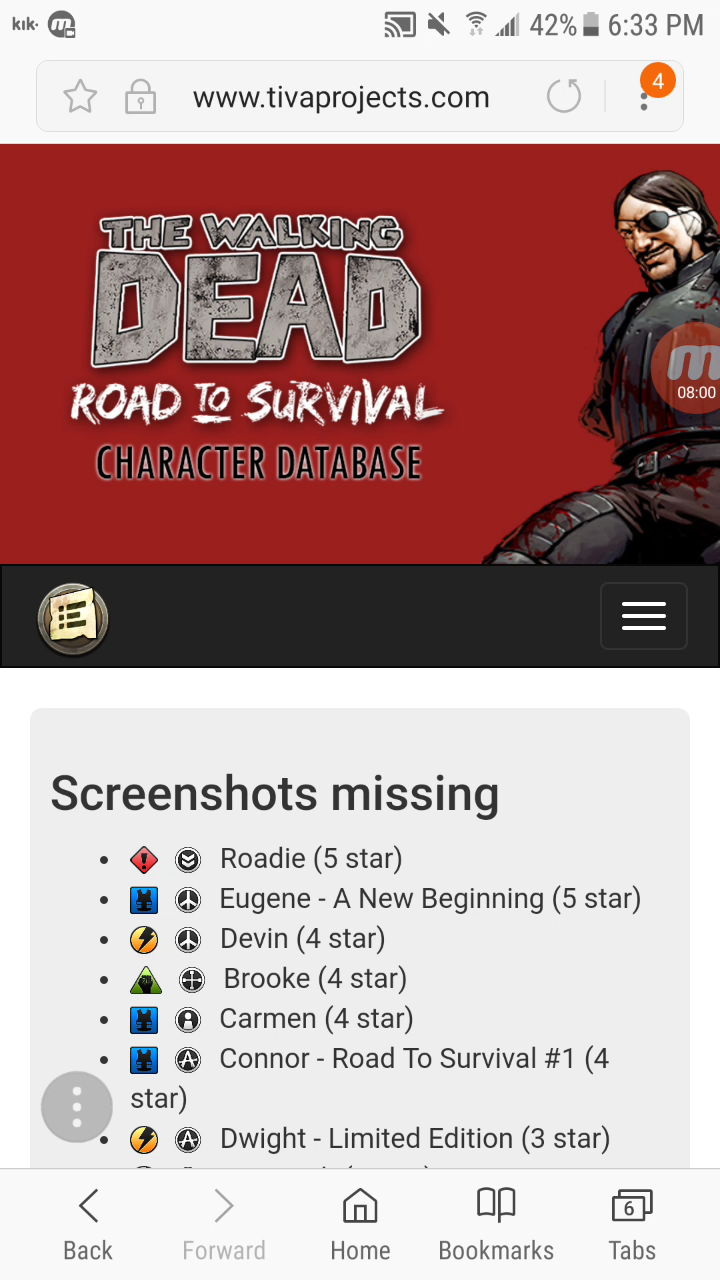 kik·
42% 6:33 PM
www.tivaprojects.com
4
THE WALKING
DEAD
ROAD TO SURVIVAL
CHARACTER DATABASE
m
08:00
Screenshots missing
Roadie (5 star)
Eugene - A New Beginning (5 star)
Devin (4 star)
Brooke (4 star)
Carmen (4 star)
Connor - Road To Survival #1 (4
star)
Dwight - Limited Edition (3 star)
6
Back Forward Home Bookmarks Tabs